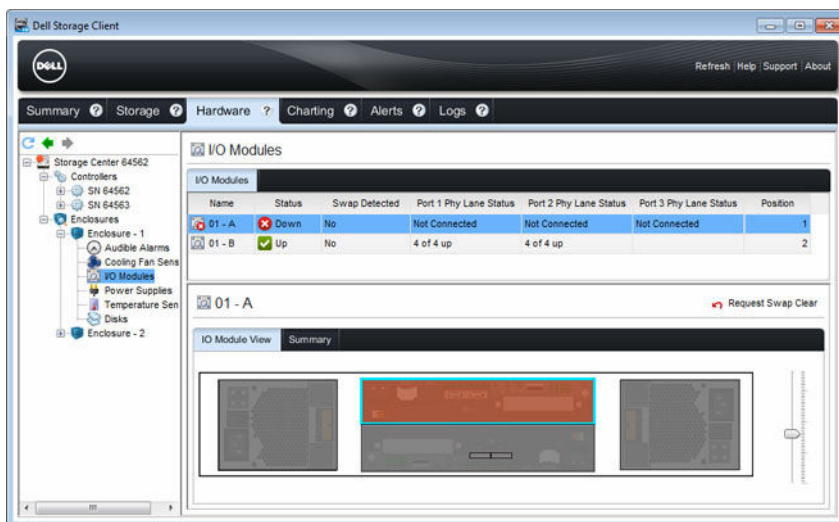 Dell Storage Client
DELL
Refresh | Help | Support | About
Summary ? Storage ? Hardware ? Charting ? Alerts ? Logs ?
Storage Center 64562
Controllers
SN 64562
SN 64563
Enclosures
Enclosure - 1
Audible Alarms
Cooling Fan Sens
I/O Modules
Power Supplies
Temperature Sen
Disks
Enclosure - 2
I/O Modules
I/O Modules
Name Status Swap Detected Port 1 Phy Lane Status Port 2 Phy Lane Status Port 3 Phy Lane Status Position
01 - A Down No Not Connected Not Connected Not Connected 1
01 - B Up No 4 of 4 up 4 of 4 up 2
01 - A
Request Swap Clear
IO Module View Summary